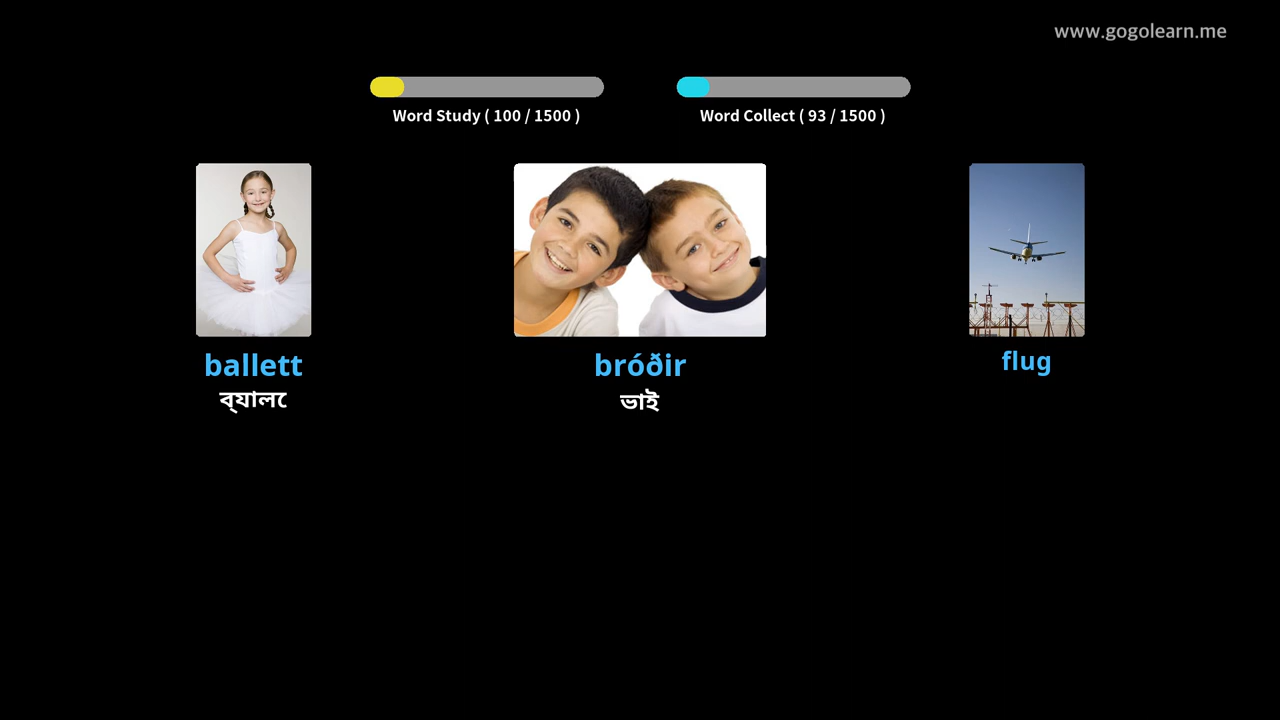 www.gogolearn.me
Word Study ( 100 / 1500 )
Word Collect ( 93 / 1500 )
ballett
bróðir
flug
ব্যালে
ভাই